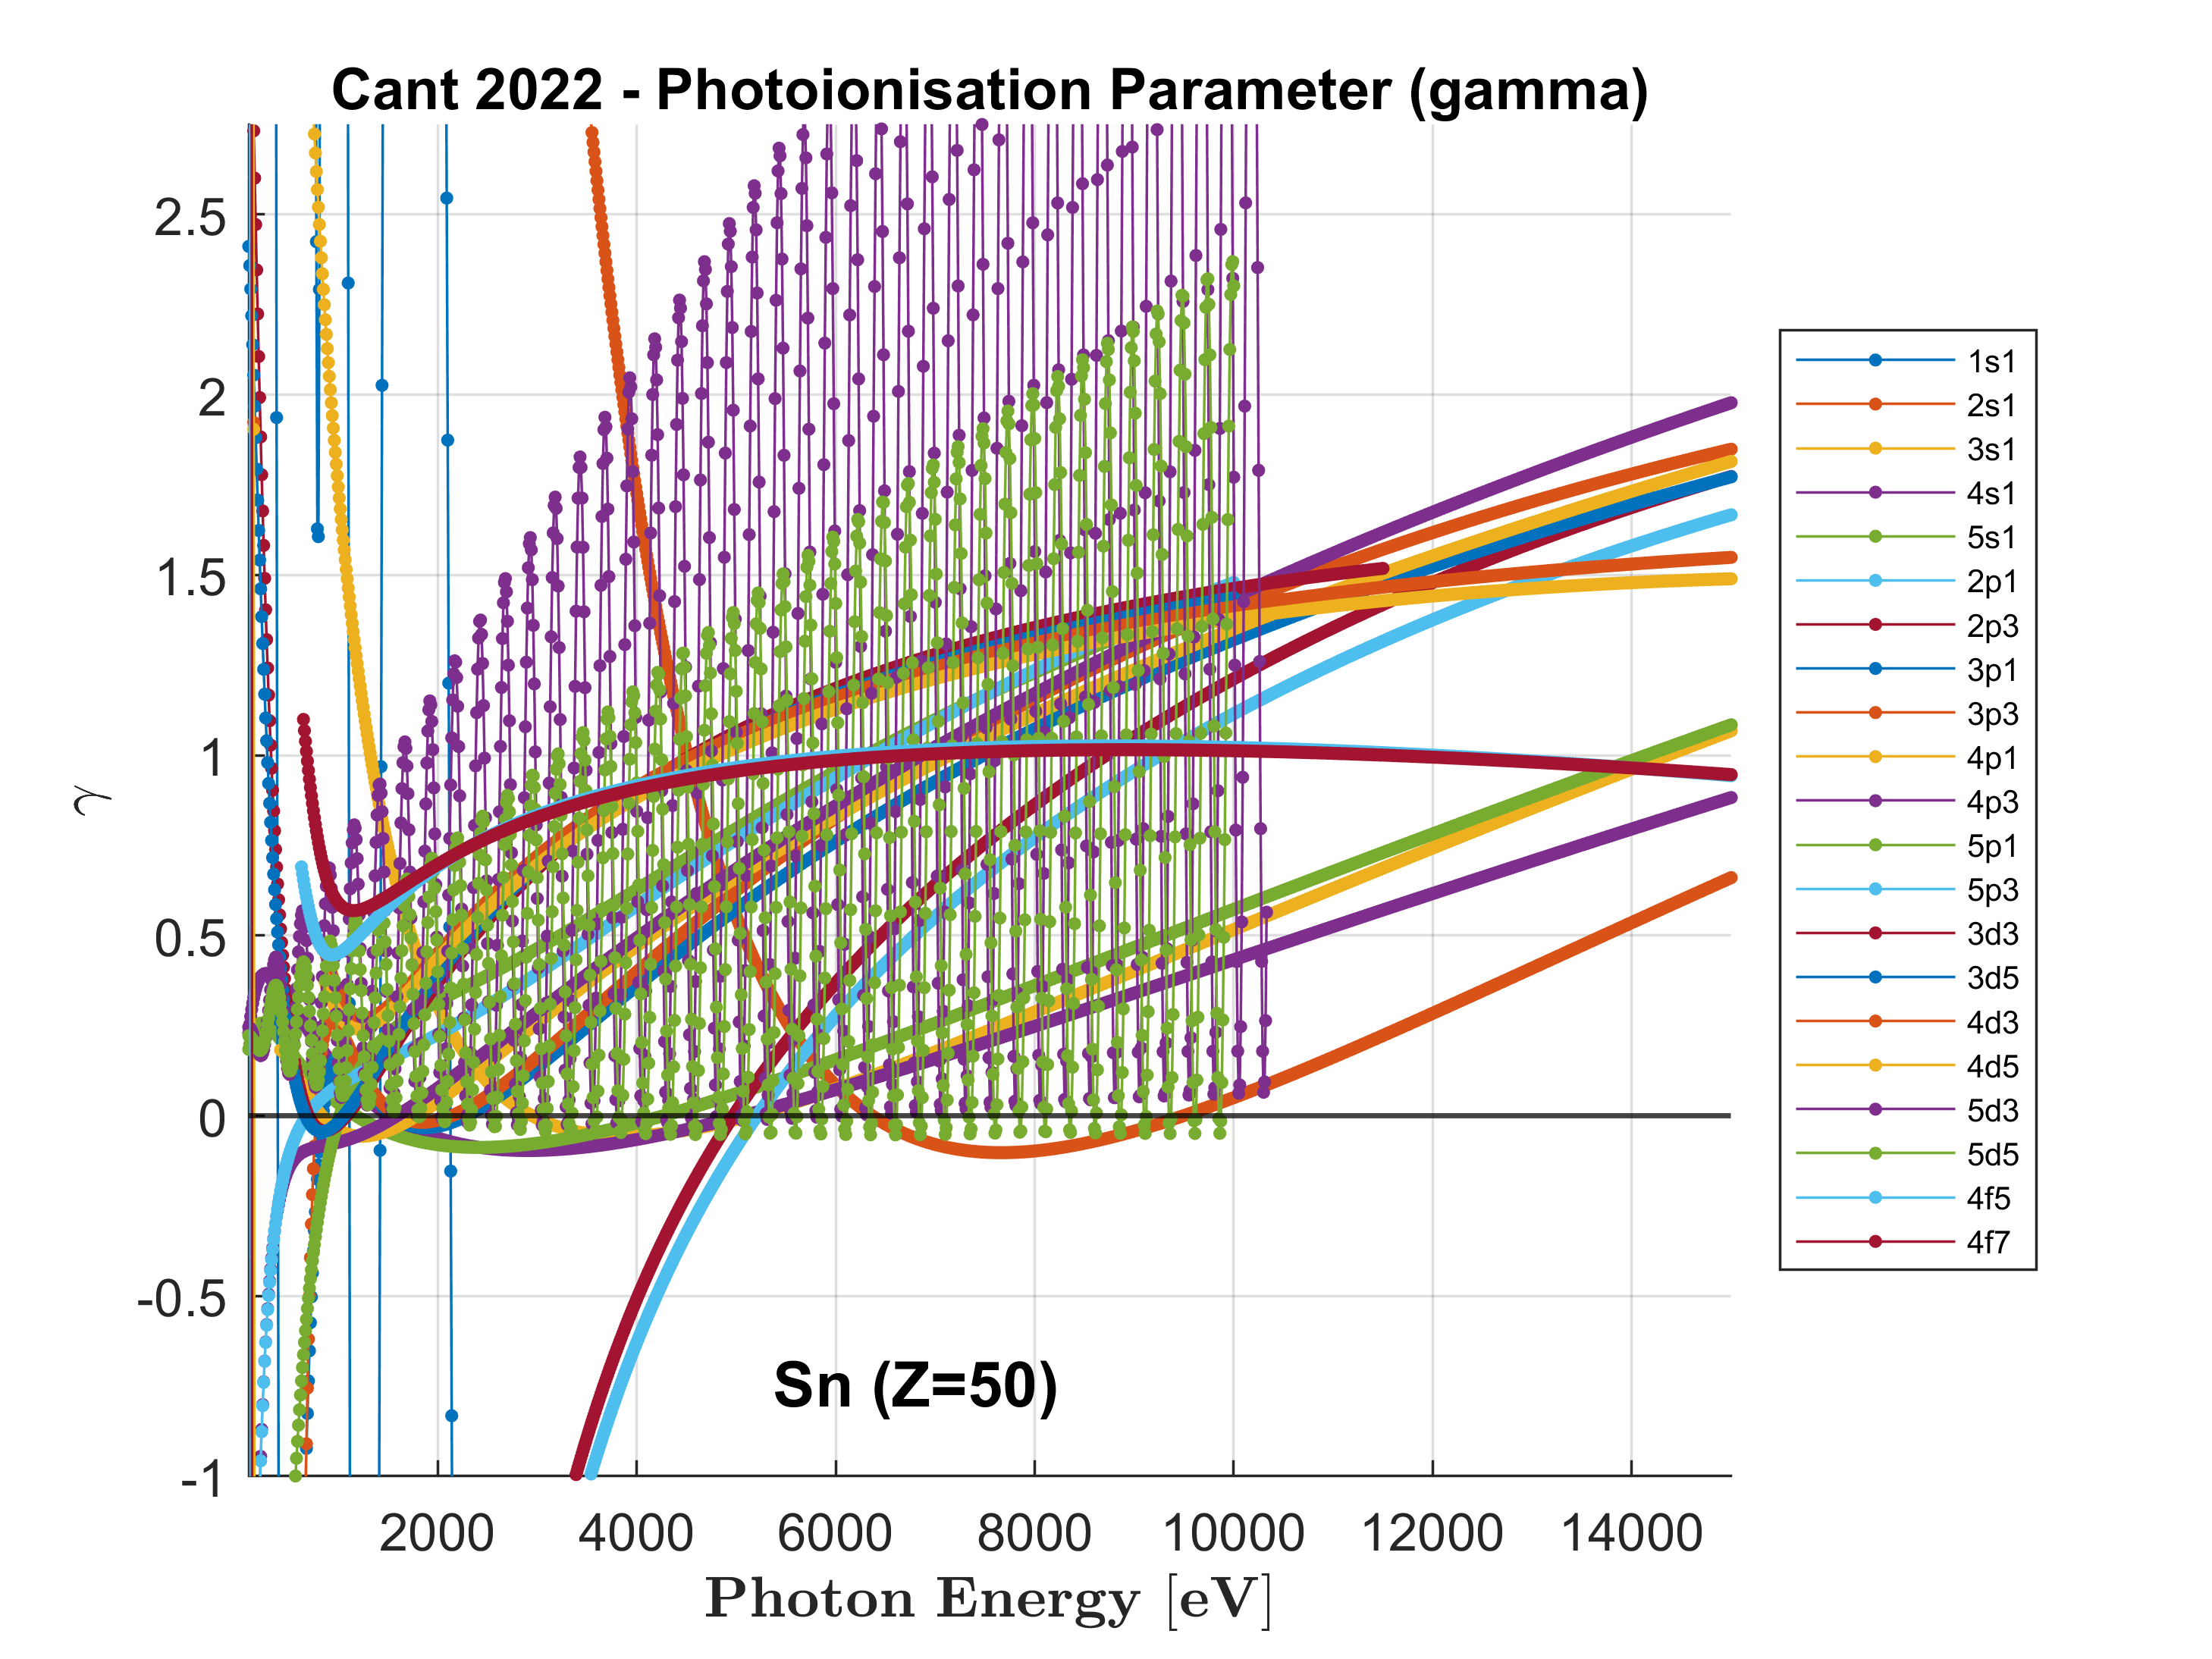 Cant 2022 - Photoionisation Parameter (gamma)
2.5
2
1.5
1
0.5
0
-0.5
-1
γ
Sn (Z=50)
2000 4000 6000 8000 10000 12000 14000
Photon Energy [eV]
1s1
2s1
3s1
4s1
5s1
2p1
2p3
3p1
3p3
4p1
4p3
5p1
5p3
3d3
3d5
4d3
4d5
5d3
5d5
4f5
4f7